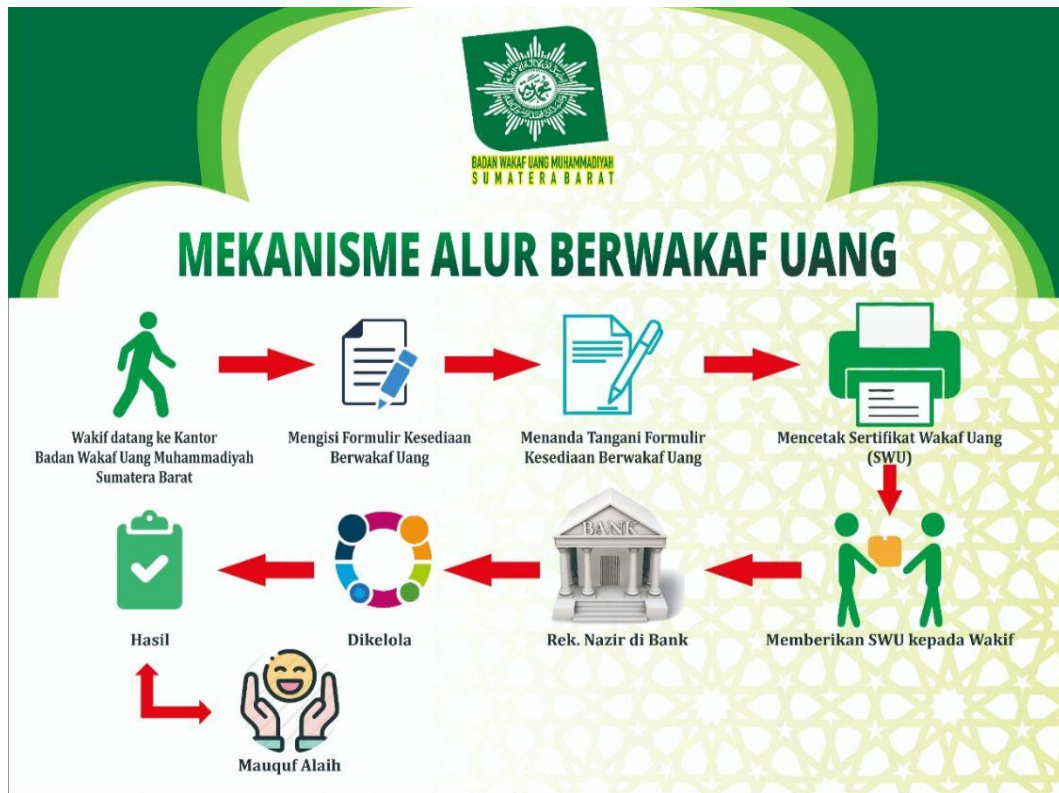 BADAN WAKAF UANG MUHAMMADIYAH
SUMATERA BARAT
MEKANISME ALUR BERWAKAF UANG
Wakif datang ke Kantor
Badan Wakaf Uang Muhammadiyah
Sumatera Barat
Mengisi Formulir Kesediaan
Berwakaf Uang
Menanda Tangani Formulir
Kesediaan Berwakaf Uang
Mencetak Sertifikat Wakaf Uang
(SWU)
Hasil
Dikelola
BANK
Rek. Nazir di Bank
Memberikan SWU kepada Wakif
Mauquf Alaih